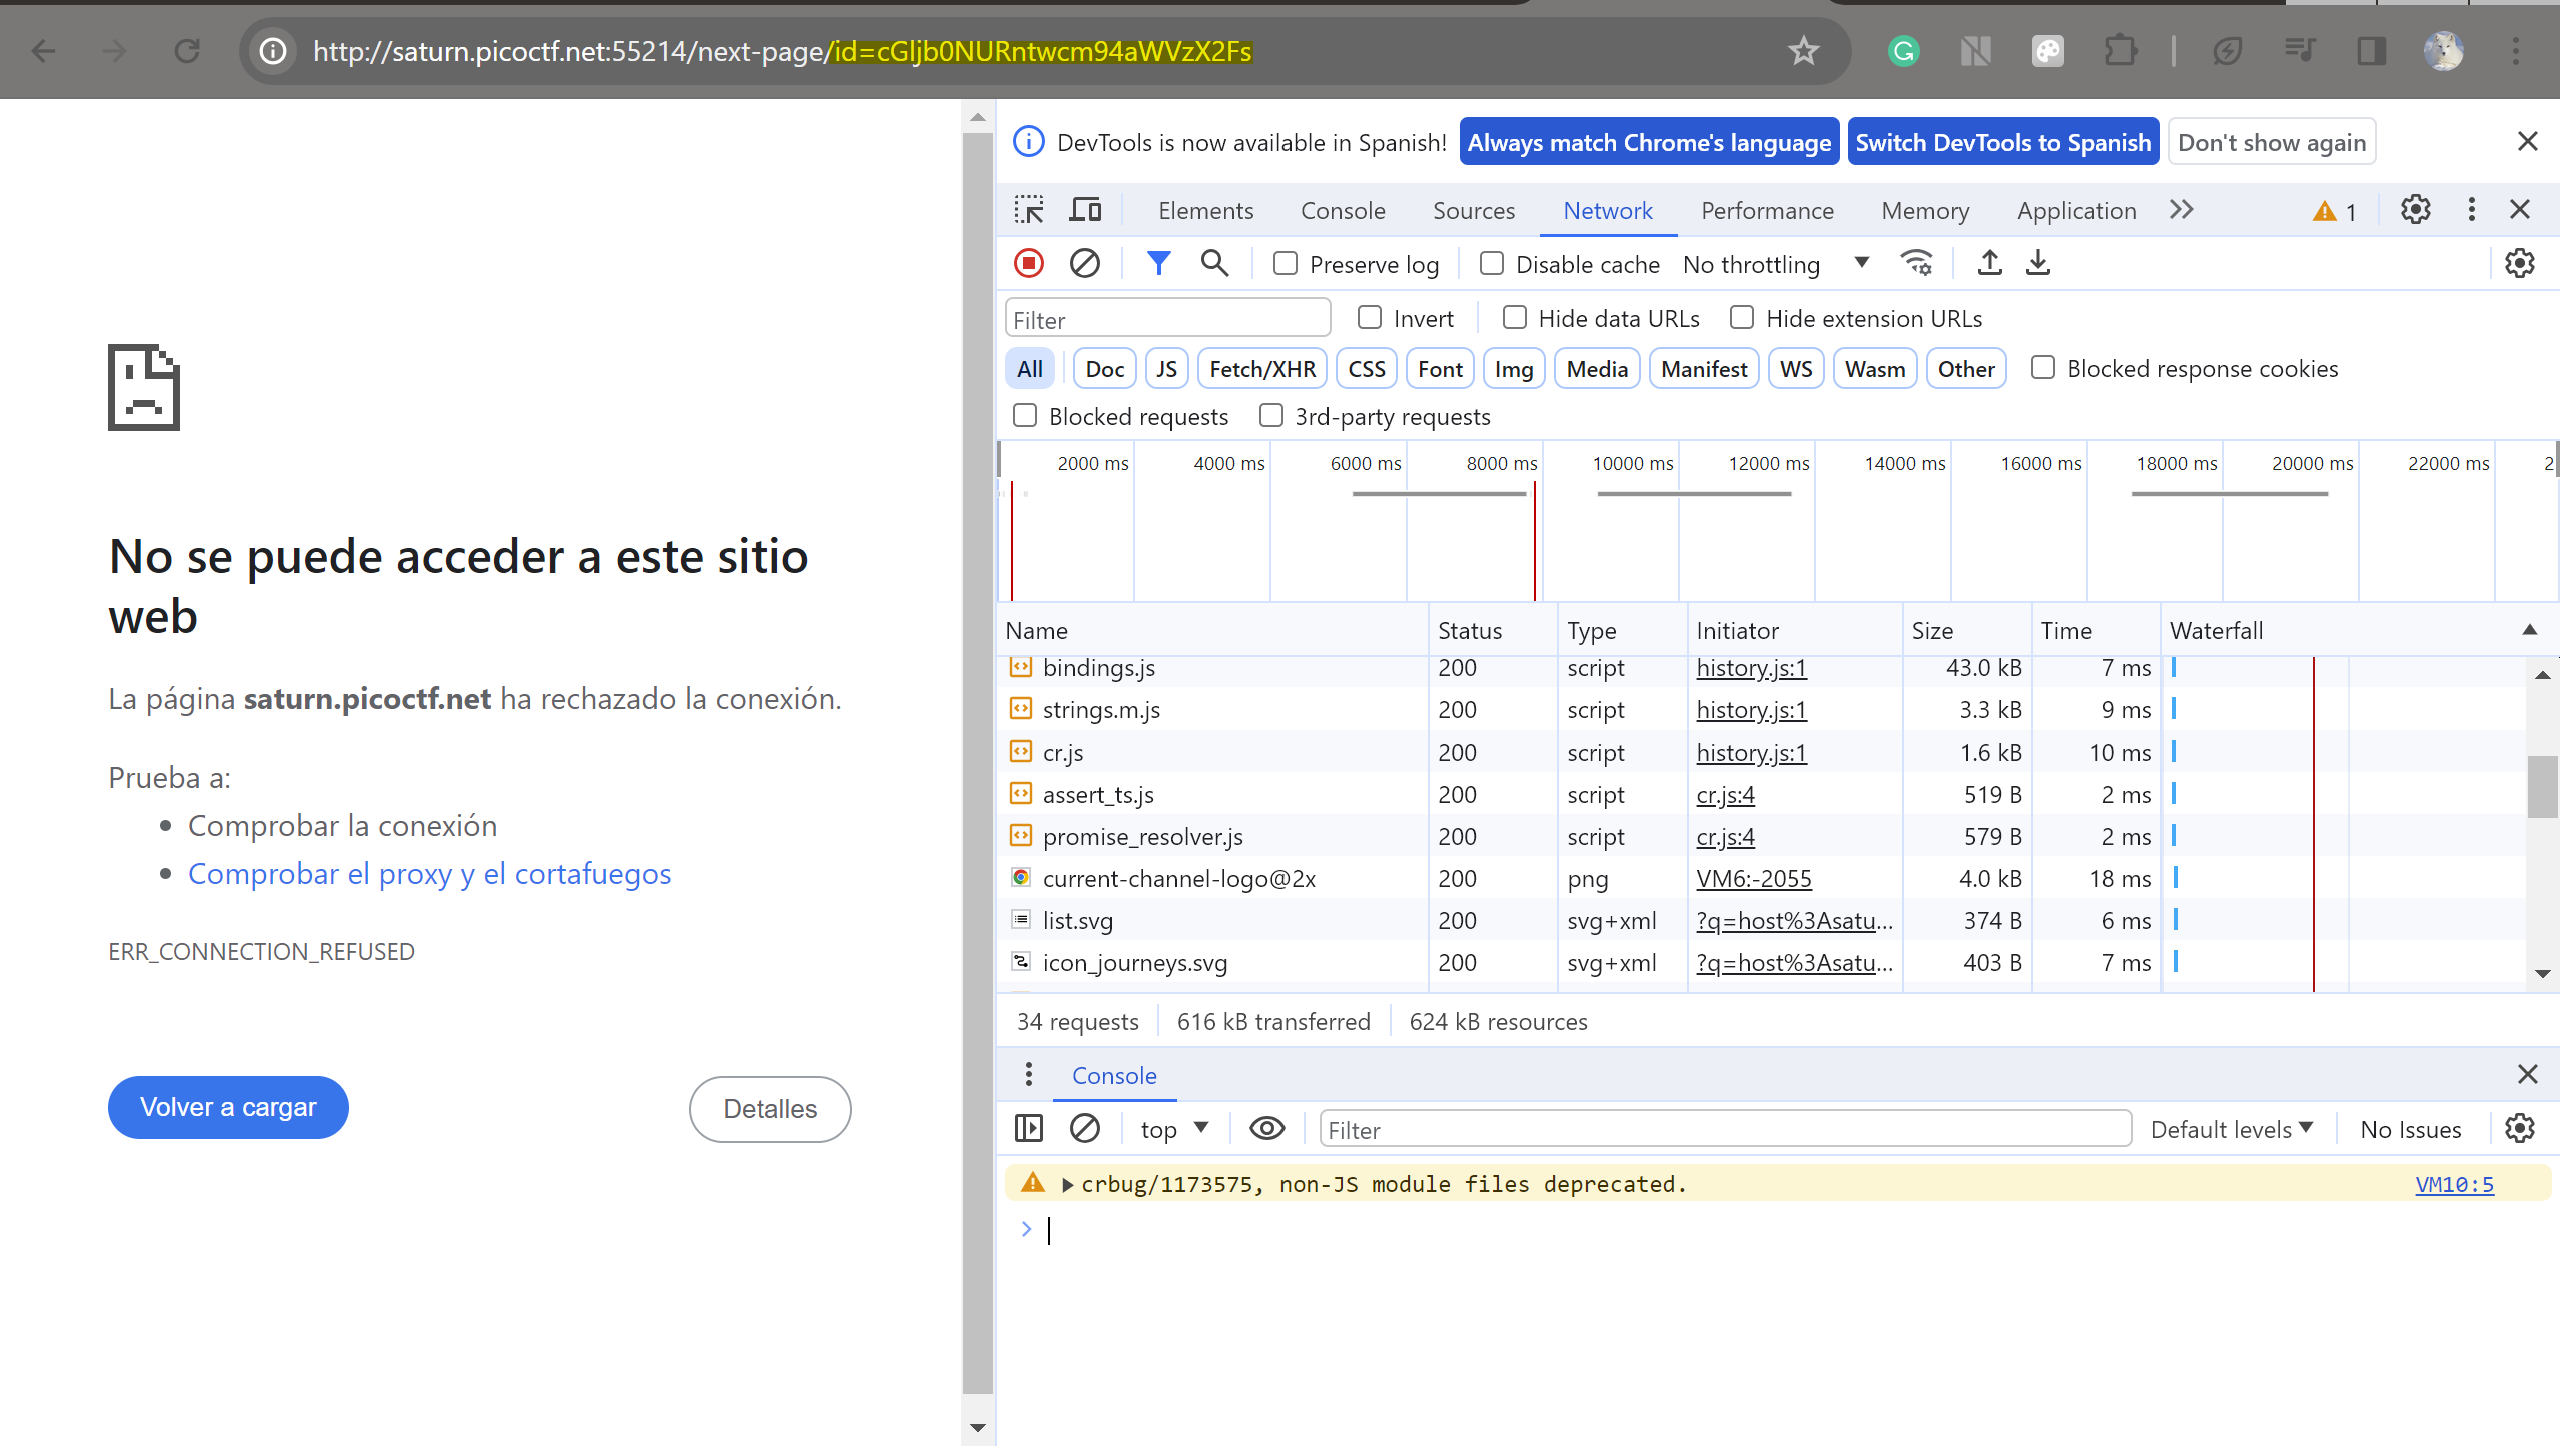 http://saturn.picoctf.net:55214/next-page/id=cGljb0NURntwcm94aWVzX2Fs
No se puede acceder a este sitio
web
La página saturn.picoctf.net ha rechazado la conexión.
Prueba a:
Comprobar la conexión
Comprobar el proxy y el cortafuegos
ERR_CONNECTION_REFUSED
Volver a cargar
Detalles
DevTools is now available in Spanish! Always match Chrome's language Switch DevTools to Spanish Don't show again
Elements Console Sources Network Performance Memory Application 1
Preserve log Disable cache No throttling
Filter Invert Hide data URLs Hide extension URLs
All Doc JS Fetch/XHR CSS Font Img Media Manifest WS Wasm Other Blocked response cookies
Blocked requests 3rd-party requests
2000 ms 4000 ms 6000 ms 8000 ms 10000 ms 12000 ms 14000 ms 16000 ms 18000 ms 20000 ms 22000 ms 2
Name Status Type Initiator Size Time Waterfall
bindings.js 200 script history.js:1 43.0 kB 7 ms
strings.m.js 200 script history.js:1 3.3 kB 9 ms
cr.js 200 script history.js:1 1.6 kB 10 ms
assert_ts.js 200 script cr.js:4 519 B 2 ms
promise_resolver.js 200 script cr.js:4 579 B 2 ms
current-channel-logo@2x 200 png VM6:-2055 4.0 kB 18 ms
list.svg 200 svg+xml ?q=host%3Asatu... 374 B 6 ms
icon_journeys.svg 200 svg+xml ?q=host%3Asatu... 403 B 7 ms
34 requests 616 kB transferred 624 kB resources
Console
top Filter Default levels No Issues
crbug/1173575, non-JS module files deprecated. VM10:5